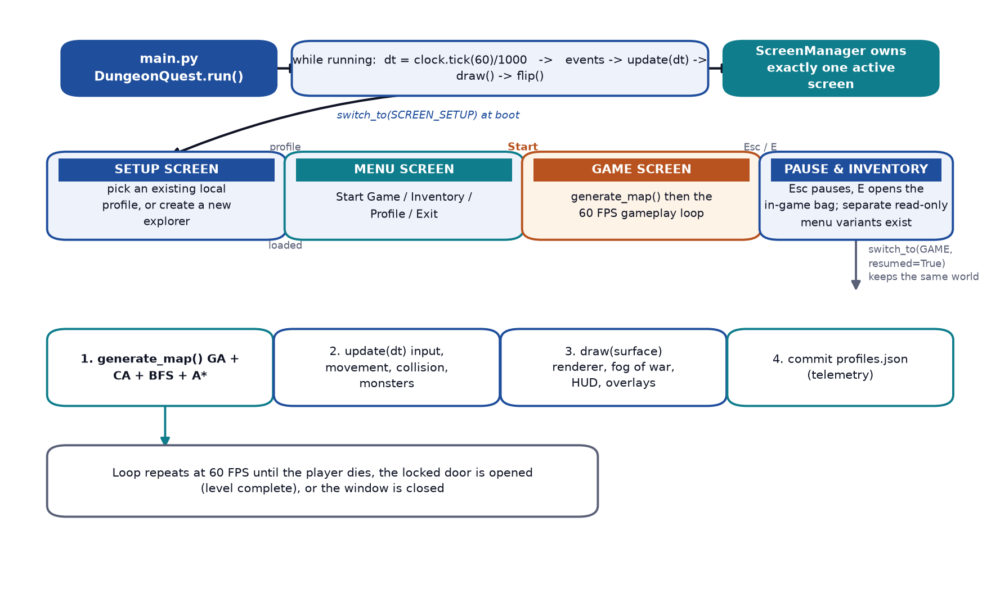 main.py
DungeonQuest.run()
while running:  dt = clock.tick(60)/1000   ->   events -> update(dt) ->
draw() -> flip()
ScreenManager owns
exactly one active
screen
switch_to(SCREEN_SETUP) at boot
profile
Start
Esc / E
SETUP SCREEN
pick an existing local
profile, or create a new
explorer
MENU SCREEN
Start Game / Inventory /
Profile / Exit
GAME SCREEN
generate_map() then the
60 FPS gameplay loop
PAUSE & INVENTORY
Esc pauses, E opens the
in-game bag; separate read-only
menu variants exist
loaded
switch_to(GAME,
resumed=True)
keeps the same world
1. generate_map() GA +
CA + BFS + A*
2. update(dt) input,
movement, collision,
monsters
3. draw(surface)
renderer, fog of war,
HUD, overlays
4. commit profiles.json
(telemetry)
Loop repeats at 60 FPS until the player dies, the locked door is opened
(level complete), or the window is closed